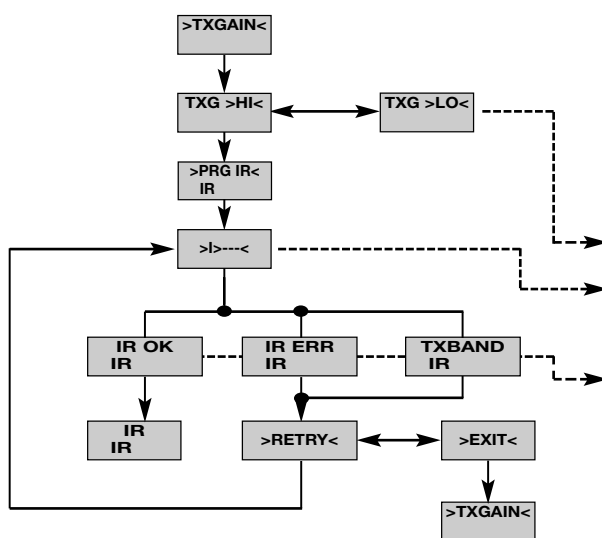 >TXGAIN<
TXG >HI<
TXG >LO<
>PRG IR<
IR
>I>---<
IR OK
IR
IR ERR
IR
TXBAND
IR
IR
IR
>RETRY<
>EXIT<
>TXGAIN<